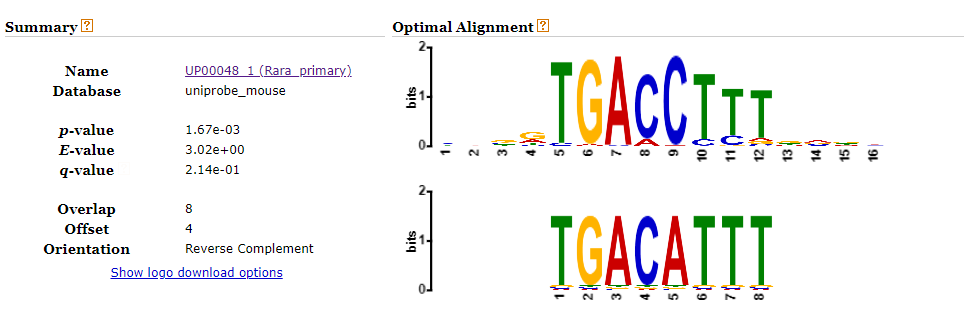 Summary ?
Name UP00048_1 (Rara_primary)
Database uniprobe_mouse
p-value 1.67e-03
E-value 3.02e+00
q-value 2.14e-01
Overlap 8
Offset 4
Orientation Reverse Complement
Show logo download options
Optimal Alignment ?
2
bits 1
0
TGACCTTT
1 2 3 4 5 6 7 8 9 10 11 12 13 14 15 16
2
bits 1
0
TGACATTT
1 2 3 4 5 6 7 8